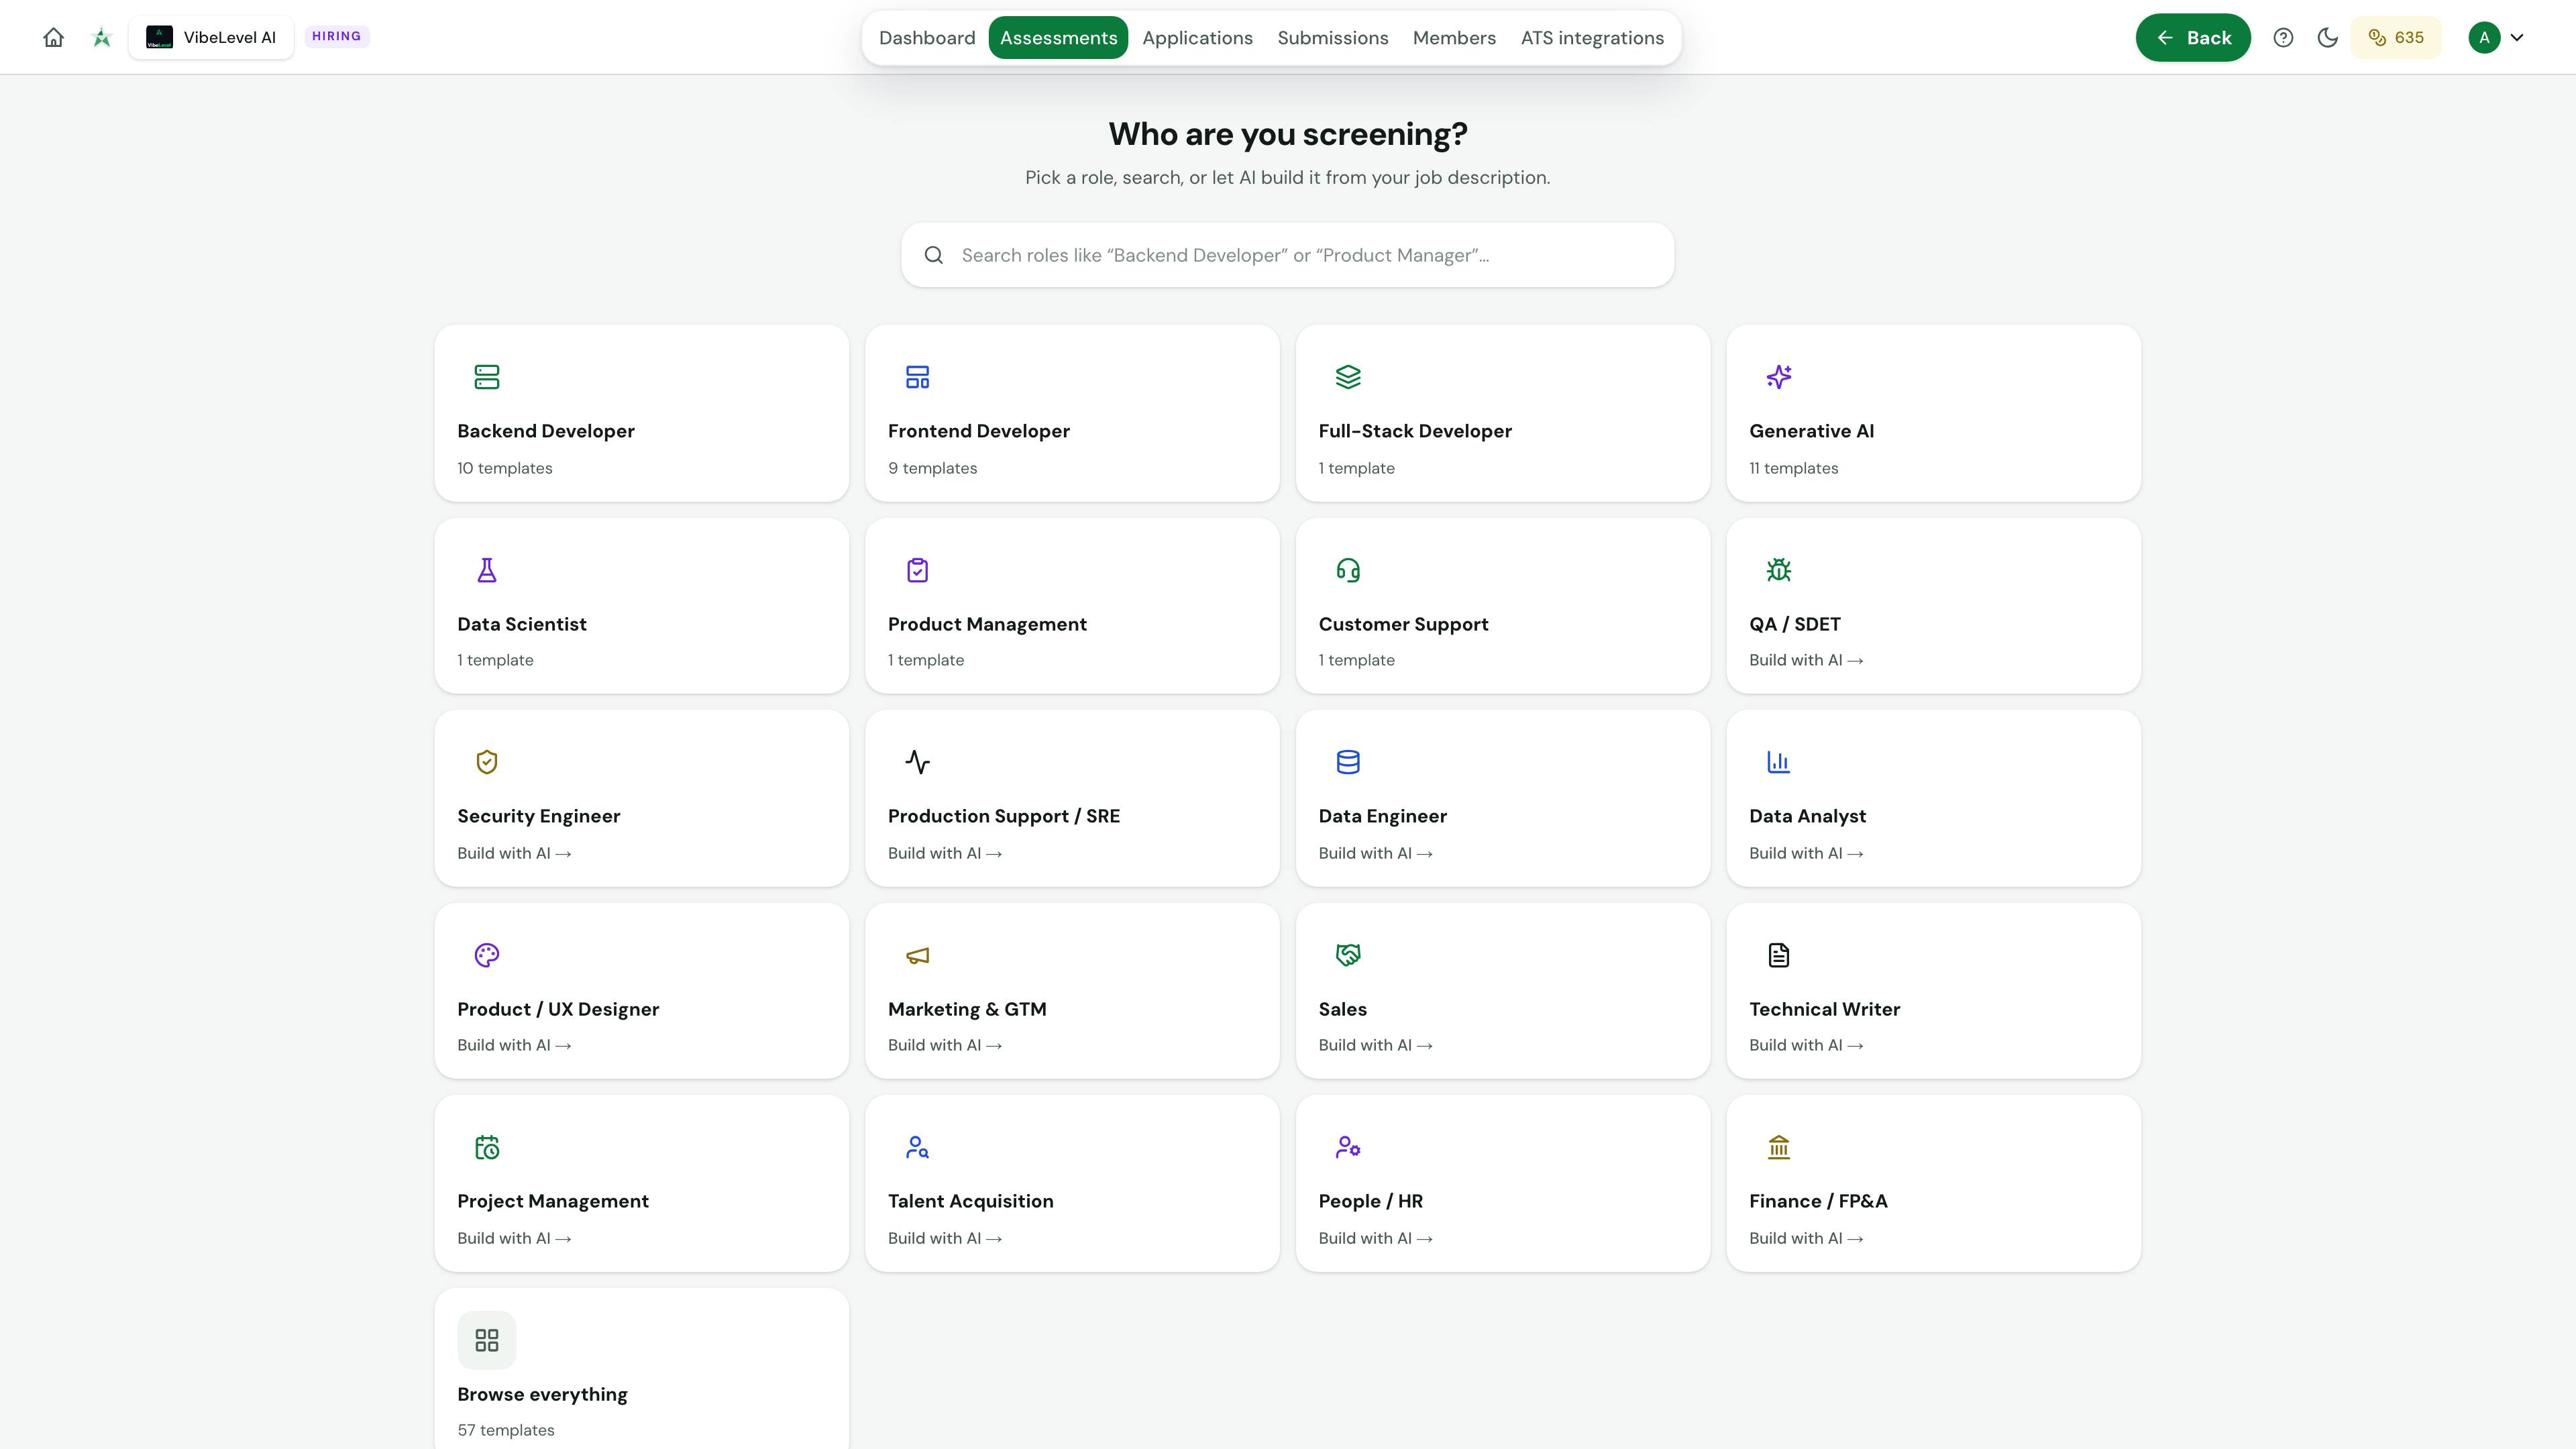 VibeLevel AI
HIRING
Dashboard
Assessments
Applications
Submissions
Members
ATS integrations
Back
635
A
Who are you screening?
Pick a role, search, or let AI build it from your job description.
Search roles like “Backend Developer” or “Product Manager”...
Backend Developer
10 templates
Frontend Developer
9 templates
Full-Stack Developer
1 template
Generative AI
11 templates
Data Scientist
1 template
Product Management
1 template
Customer Support
1 template
QA / SDET
Build with AI →
Security Engineer
Build with AI →
Production Support / SRE
Build with AI →
Data Engineer
Build with AI →
Data Analyst
Build with AI →
Product / UX Designer
Build with AI →
Marketing & GTM
Build with AI →
Sales
Build with AI →
Technical Writer
Build with AI →
Project Management
Build with AI →
Talent Acquisition
Build with AI →
People / HR
Build with AI →
Finance / FP&A
Build with AI →
Browse everything
57 templates